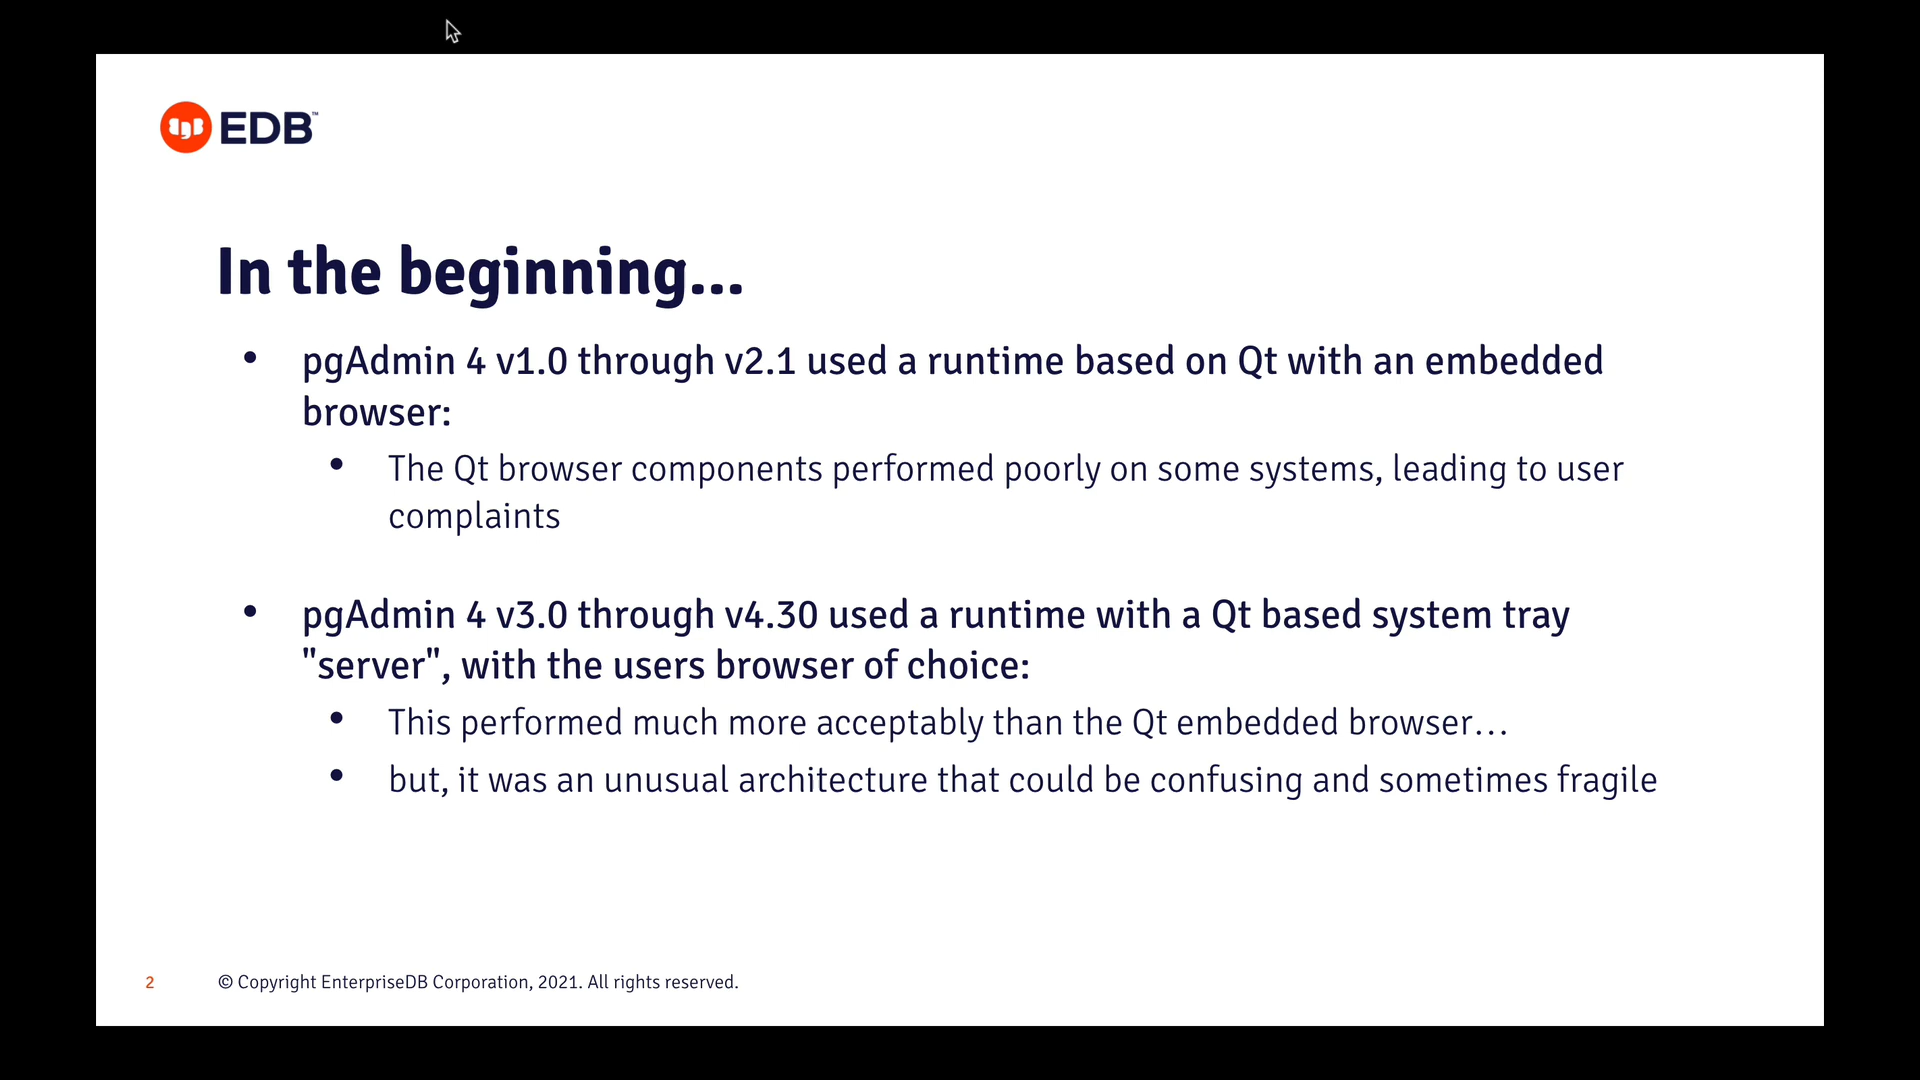 EDB™
In the beginning...
• pgAdmin 4 v1.0 through v2.1 used a runtime based on Qt with an embedded
browser:
• The Qt browser components performed poorly on some systems, leading to user
complaints
• pgAdmin 4 v3.0 through v4.30 used a runtime with a Qt based system tray
"server", with the users browser of choice:
• This performed much more acceptably than the Qt embedded browser...
• but, it was an unusual architecture that could be confusing and sometimes fragile
2 © Copyright EnterpriseDB Corporation, 2021. All rights reserved.